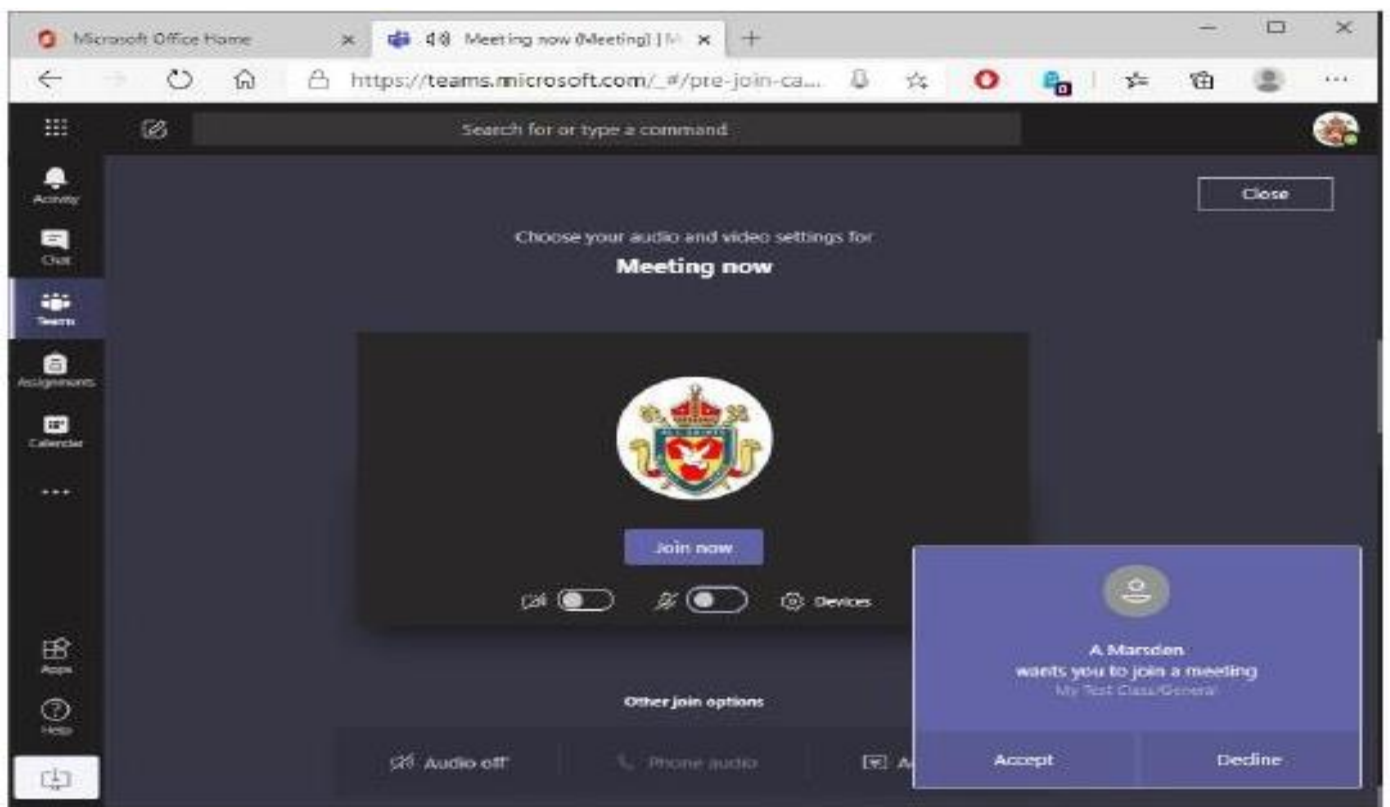 Microsoft Office Home
Meeting now (Meeting) | M
https://teams.microsoft.com/_#/pre-join-ca...
Search for or type a command
Activity
Close
Chat
Choose your audio and video settings for
Meeting now
Teams
Assignments
Calendar
ALL SAINTS
Join now
Devices
A Marsden
wants you to join a meeting
My Test Class/General
Apps
Other join options
Help
Audio off
Phone audio
A
Accept
Decline